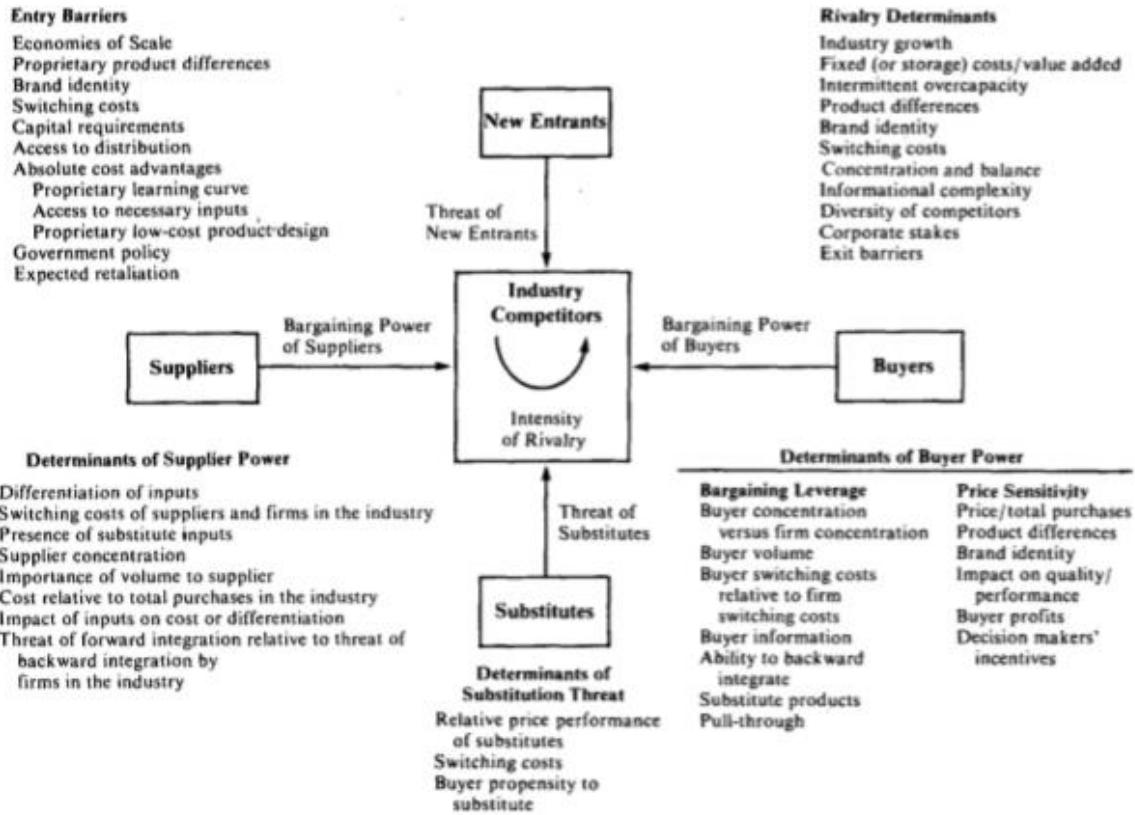 Entry Barriers
Economies of Scale
Proprietary product differences
Brand identity
Switching costs
Capital requirements
Access to distribution
Absolute cost advantages
Proprietary learning curve
Access to necessary inputs
Proprietary low-cost product design
Government policy
Expected retaliation
Rivalry Determinants
Industry growth
Fixed (or storage) costs/value added
Intermittent overcapacity
Product differences
Brand identity
Switching costs
Concentration and balance
Informational complexity
Diversity of competitors
Corporate stakes
Exit barriers
New Entrants
Threat of
New Entrants
Industry
Competitors
Intensity
of Rivalry
Suppliers
Bargaining Power
of Suppliers
Bargaining Power
of Buyers
Buyers
Threat of
Substitutes
Substitutes
Determinants of Supplier Power
Differentiation of inputs
Switching costs of suppliers and firms in the industry
Presence of substitute inputs
Supplier concentration
Importance of volume to supplier
Cost relative to total purchases in the industry
Impact of inputs on cost or differentiation
Threat of forward integration relative to threat of
backward integration by
firms in the industry
Determinants of
Substitution Threat
Relative price performance
of substitutes
Switching costs
Buyer propensity to
substitute
Determinants of Buyer Power
Bargaining Leverage
Buyer concentration
versus firm concentration
Buyer volume
Buyer switching costs
relative to firm
switching costs
Buyer information
Ability to backward
integrate
Substitute products
Pull-through
Price Sensitivity
Price/total purchases
Product differences
Brand identity
Impact on quality/
performance
Buyer profits
Decision makers'
incentives